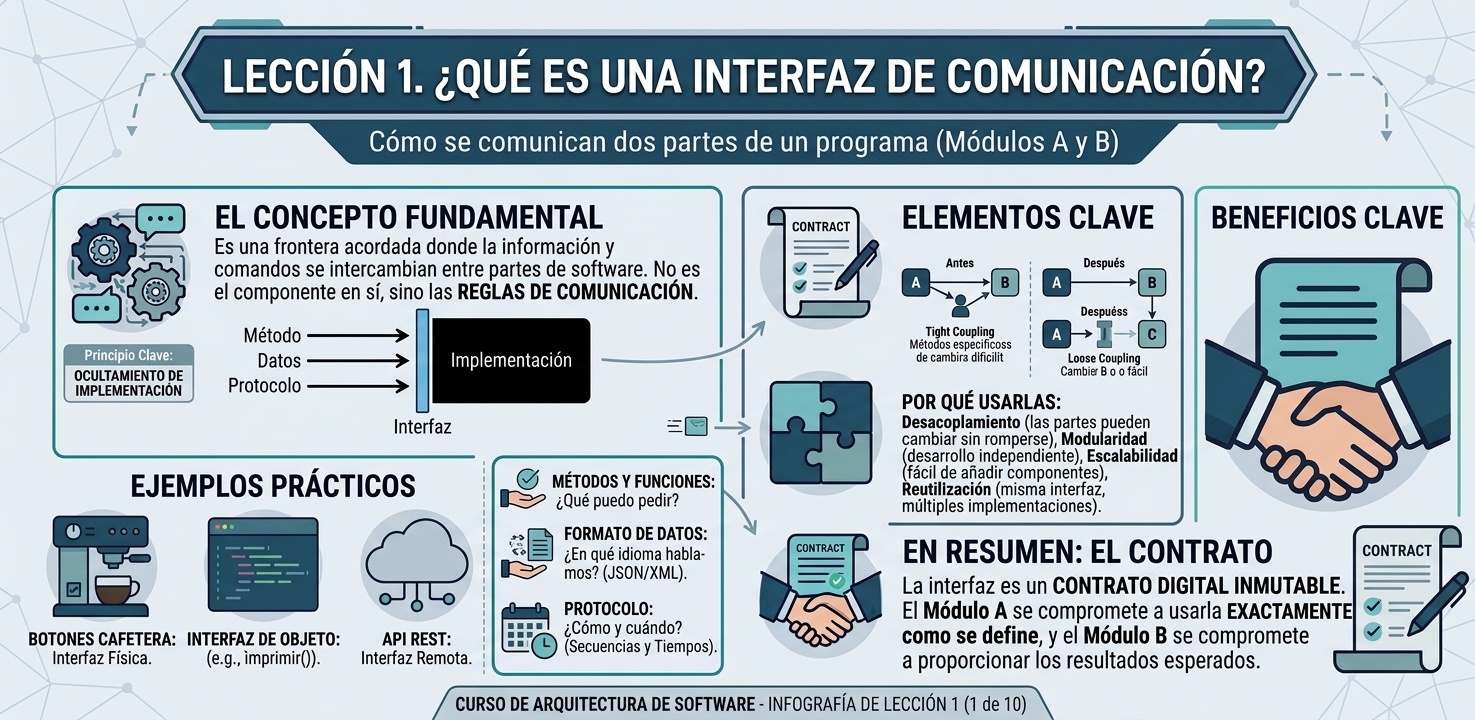 LECCIÓN 1. ¿QUÉ ES UNA INTERFAZ DE COMUNICACIÓN?
Cómo se comunican dos partes de un programa (Módulos A y B)
EL CONCEPTO FUNDAMENTAL
Es una frontera acordada donde la información y
comandos se intercambian entre partes de software. No es
el componente en sí, sino las REGLAS DE COMUNICACIÓN.
Principio Clave:
OCULTAMIENTO DE
IMPLEMENTACIÓN
Método
Datos
Protocolo
Implementación
Interfaz
EJEMPLOS PRÁCTICOS
BOTONES CAFETERA:
Interfaz Física.
INTERFAZ DE OBJETO:
(e.g., imprimir()).
API REST:
Interfaz Remota.
MÉTODOS Y FUNCIONES:
¿Qué puedo pedir?
FORMATO DE DATOS:
¿En qué idioma habla-
mos? (JSON/XML).
PROTOCOLO:
¿Cómo y cuándo?
(Secuencias y Tiempos).
CONTRACT
ELEMENTOS CLAVE
Antes
A
B
Tight Coupling
Métodos especificoss
de cambira dificilit
Después
A
B
Despuéss
A
C
Loose Coupling
Cambier B o o fácil
POR QUÉ USARLAS:
Desacoplamiento (las partes pueden
cambiar sin romperse), Modularidad
(desarrollo independiente), Escalabilidad
(fácil de añadir componentes),
Reutilización (misma interfaz,
múltiples implementaciones).
BENEFICIOS CLAVE
CONTRACT
EN RESUMEN: EL CONTRATO
La interfaz es un CONTRATO DIGITAL INMUTABLE.
El Módulo A se compromete a usarla EXACTAMENTE
como se define, y el Módulo B se compromete
a proporcionar los resultados esperados.
CONTRACT
CURSO DE ARQUITECTURA DE SOFTWARE - INFOGRAFÍA DE LECCIÓN 1 (1 de 10)